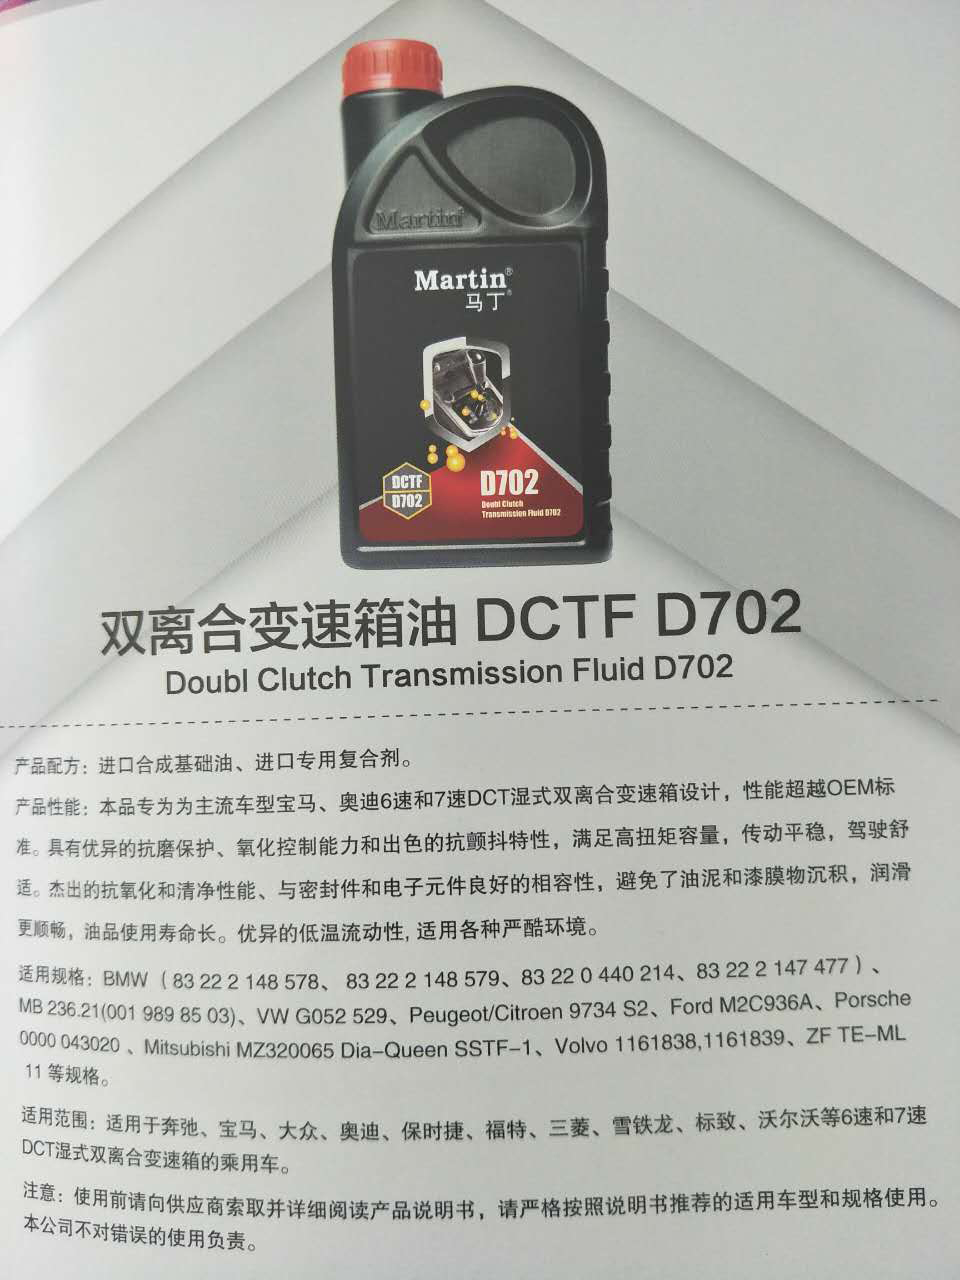 Martin
Martin®
马丁®
DCTF
D702
D702
Doubl Clutch
Transmission Fluid D702
双离合变速箱油 DCTF D702
Doubl Clutch Transmission Fluid D702
产品配方：进口合成基础油、进口专用复合剂。
产品性能：本品专为为主流车型宝马、奥迪6速和7速DCT湿式双离合变速箱设计，性能超越OEM标
准。具有优异的抗磨保护、氧化控制能力和出色的抗颤抖特性，满足高扭矩容量，传动平稳，驾驶舒
适。杰出的抗氧化和清净性能、与密封件和电子元件良好的相容性，避免了油泥和漆膜物沉积，润滑
更顺畅，油品使用寿命长。优异的低温流动性, 适用各种严酷环境。
适用规格：BMW （83 22 2 148 578、 83 22 2 148 579、83 22 0 440 214、83 22 2 147 477）、
MB 236.21(001 989 85 03)、VW G052 529、Peugeot/Citroen 9734 S2、Ford M2C936A、Porsche
0000 043020 、Mitsubishi MZ320065 Dia-Queen SSTF-1、Volvo 1161838,1161839、ZF TE-ML
11 等规格。
适用范围：适用于奔弛、宝马、大众、奥迪、保时捷、福特、三菱、雪铁龙、标致、沃尔沃等6速和7速
DCT湿式双离合变速箱的乘用车。
注意：使用前请向供应商索取并详细阅读产品说明书，请严格按照说明书推荐的适用车型和规格使用。
本公司不对错误的使用负责。